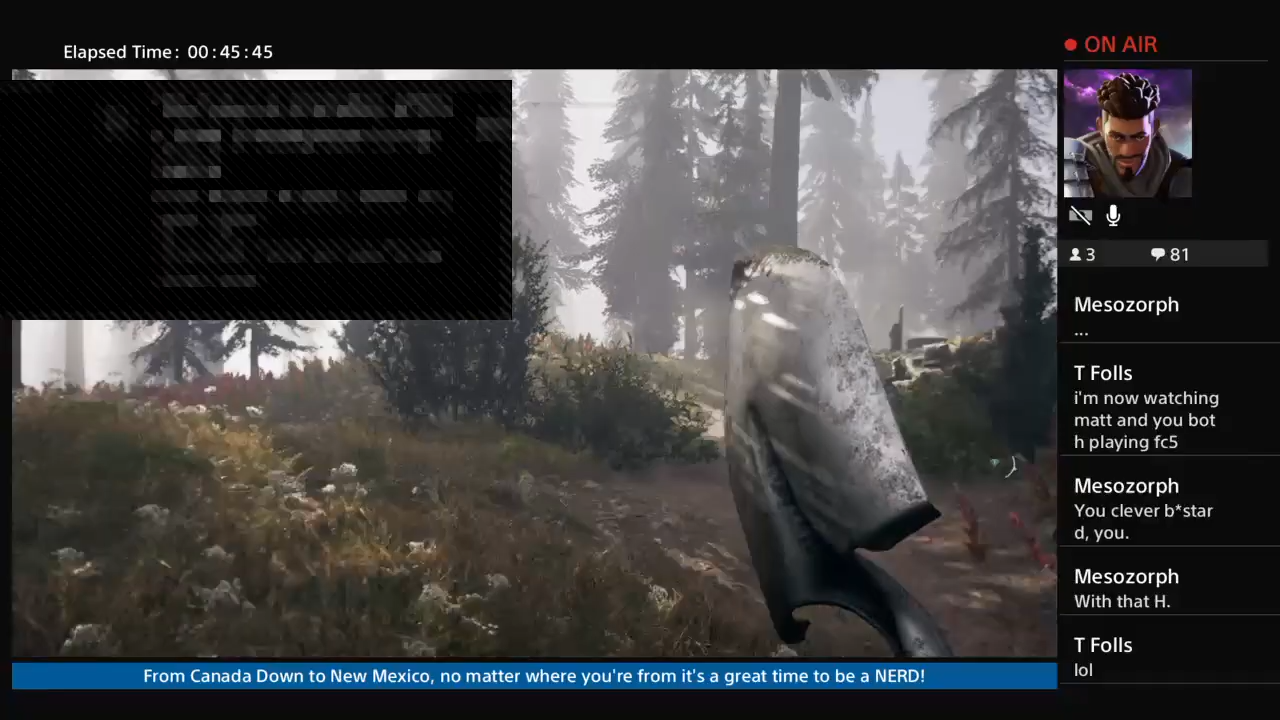 Elapsed Time: 00:45:45
ON AIR
3
81
Mesozorph
...
T Folls
i'm now watching
matt and you bot
h playing fc5
Mesozorph
You clever b*star
d, you.
Mesozorph
With that H.
T Folls
lol
From Canada Down to New Mexico, no matter where you're from it's a great time to be a NERD!